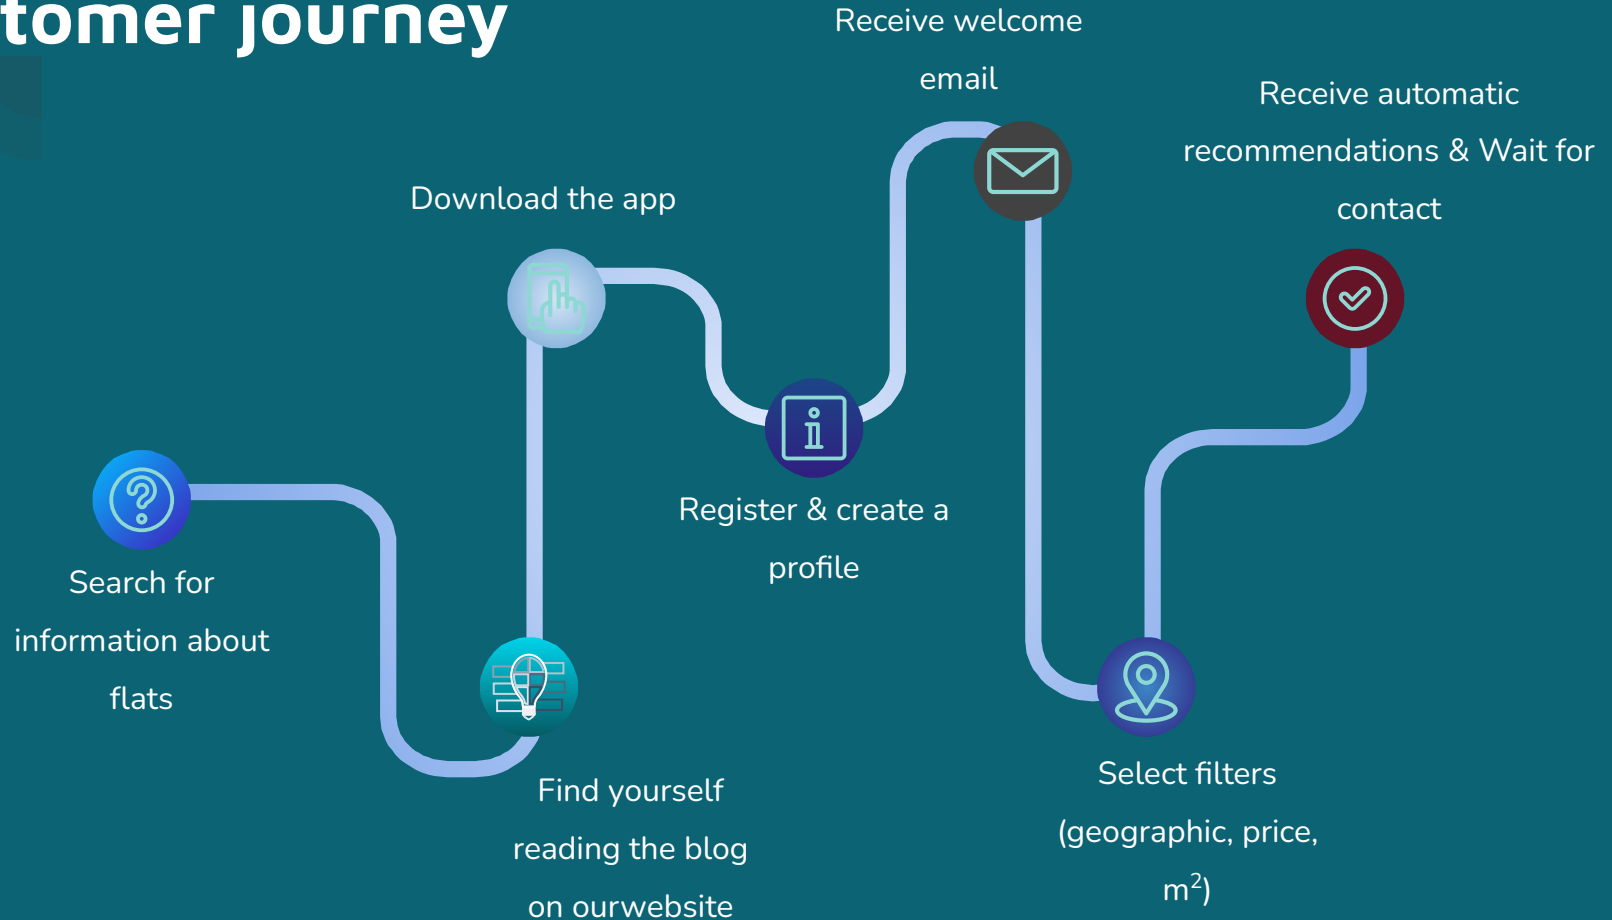 tomer journey
Search for
information about
flats
Find yourself
reading the blog
on ourwebsite
Download the app
Register & create a
profile
Receive welcome
email
Select filters
(geographic, price,
m²)
Receive automatic
recommendations & Wait for
contact